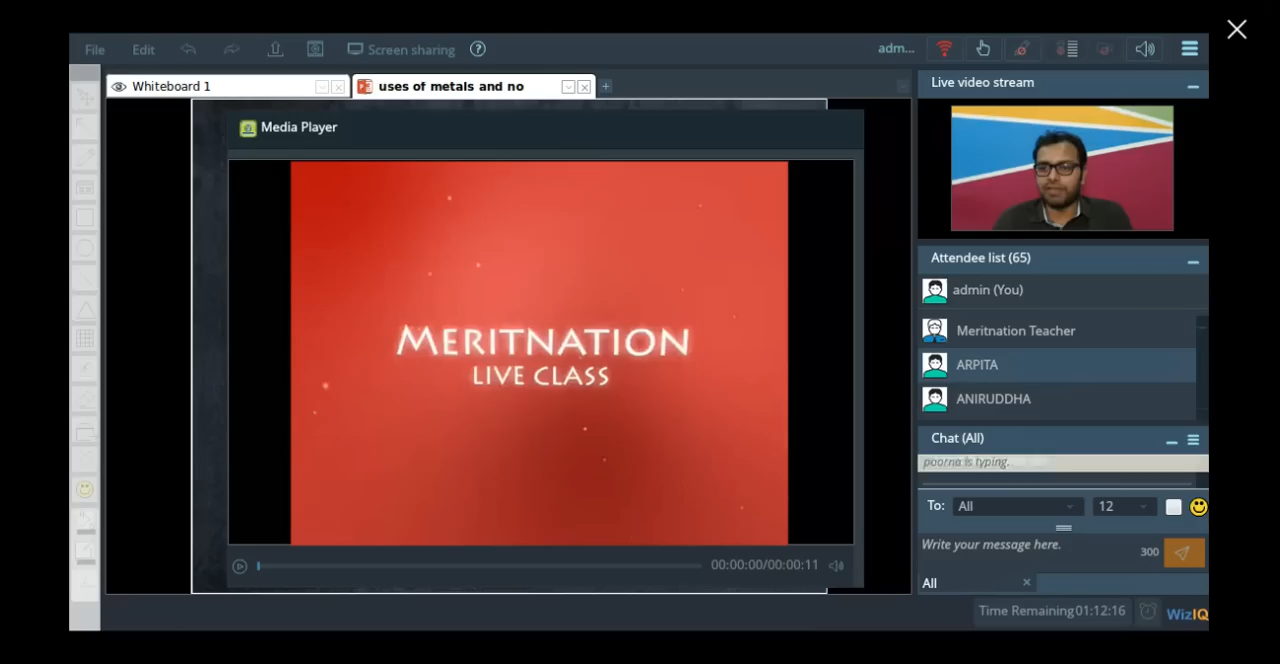 File Edit Screen sharing ? adm...
Whiteboard 1
uses of metals and no
Live video stream
Media Player
MERITNATION
LIVE CLASS
00:00:00/00:00:11
Attendee list (65)
admin (You)
Meritnation Teacher
ARPITA
ANIRUDDHA
Chat (All)
poorna is typing.
To: All 12
Write your message here. 300
All
Time Remaining01:12:16
WizIQ